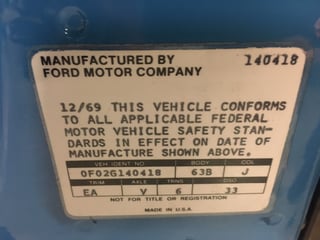 MANUFACTURED BY 140418
FORD MOTOR COMPANY
12/69 THIS VEHICLE CONFORMS
TO ALL APPLICABLE FEDERAL
MOTOR VEHICLE SAFETY STAN-
DARDS IN EFFECT ON DATE OF
MANUFACTURE SHOWN ABOVE.
VEH IDENT NO. BODY COL
0F02G140418 63B J
TRIM AXLE TRNS DSO
EA V 6 33
NOT FOR TITLE OR REGISTRATION
MADE IN U.S.A.